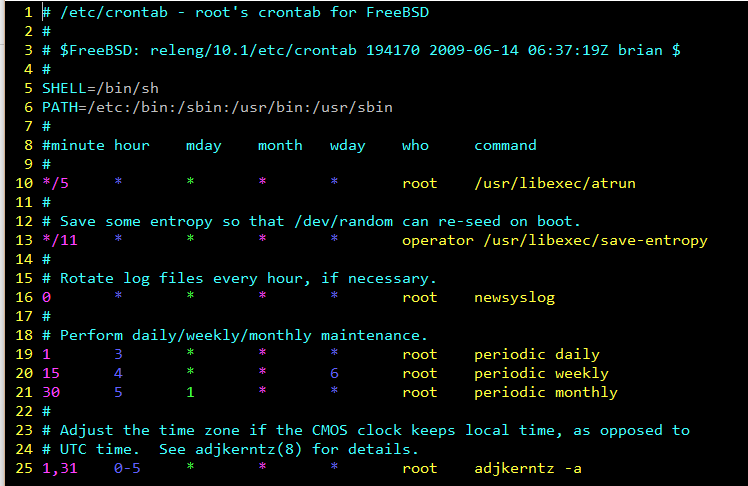 1 # /etc/crontab - root's crontab for FreeBSD
2 #
3 # $FreeBSD: releng/10.1/etc/crontab 194170 2009-06-14 06:37:19Z brian $
4 #
5 SHELL=/bin/sh
6 PATH=/etc:/bin:/sbin:/usr/bin:/usr/sbin
7 #
8 #minute hour    mday    month   wday    who     command
9 #
10 */5     *       *       *       *       root    /usr/libexec/atrun
11 #
12 # Save some entropy so that /dev/random can re-seed on boot.
13 */11    *       *       *       *       operator /usr/libexec/save-entropy
14 #
15 # Rotate log files every hour, if necessary.
16 0       *       *       *       *       root    newsyslog
17 #
18 # Perform daily/weekly/monthly maintenance.
19 1       3       *       *       *       root    periodic daily
20 15      4       *       *       6       root    periodic weekly
21 30      5       1       *       *       root    periodic monthly
22 #
23 # Adjust the time zone if the CMOS clock keeps local time, as opposed to
24 # UTC time.  See adjkerntz(8) for details.
25 1,31    0-5     *       *       *       root    adjkerntz -a